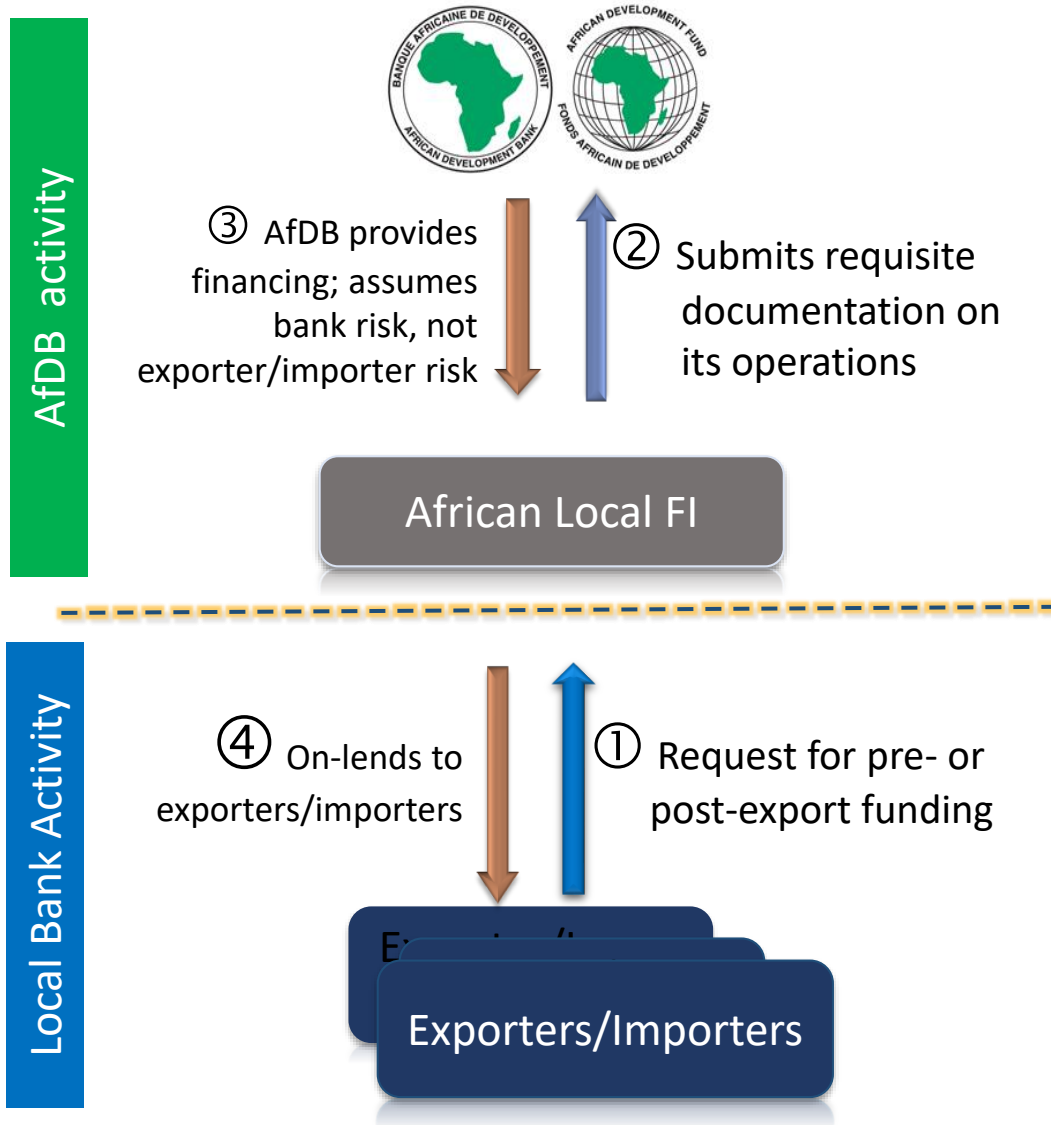 AfDB activity
BANQUE AFRICAINE DE DEVELOPPEMENT
AFRICAN DEVELOPMENT BANK
AFRICAN DEVELOPMENT FUND
FONDS AFRICAIN DE DEVELOPPEMENT
③ AfDB provides
financing; assumes
bank risk, not
exporter/importer risk
② Submits requisite
documentation on
its operations
African Local FI
Local Bank Activity
④ On-lends to
exporters/importers
① Request for pre- or
post-export funding
Exporters/Importers